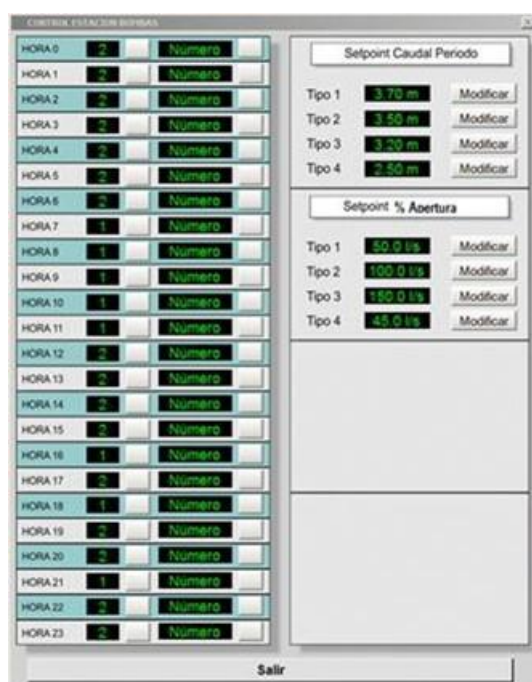 CONTROL ESTACION BOMBAS
HORA 0 2 Número
HORA 1 2 Número
HORA 2 2 Número
HORA 3 2 Número
HORA 4 2 Número
HORA 5 2 Número
HORA 6 2 Número
HORA 7 1 Número
HORA 8 1 Número
HORA 9 1 Número
HORA 10 1 Número
HORA 11 1 Número
HORA 12 2 Número
HORA 13 2 Número
HORA 14 2 Número
HORA 15 2 Número
HORA 16 1 Número
HORA 17 2 Número
HORA 18 1 Número
HORA 19 2 Número
HORA 20 2 Número
HORA 21 1 Número
HORA 22 2 Número
HORA 23 2 Número
Setpoint Caudal Periodo
Tipo 1 3.70 m Modificar
Tipo 2 3.50 m Modificar
Tipo 3 3.20 m Modificar
Tipo 4 2.50 m Modificar
Setpoint % Apertura
Tipo 1 50.0 l/s Modificar
Tipo 2 100.0 l/s Modificar
Tipo 3 150.0 l/s Modificar
Tipo 4 45.0 l/s Modificar
Salir